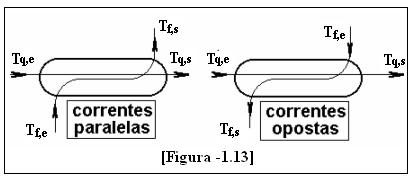 Tf,s
Tq,e
Tq,s
Tf,e
correntes
paralelas
Tf,e
Tq,e
Tq,s
Tf,s
correntes
opostas
[Figura -1.13]